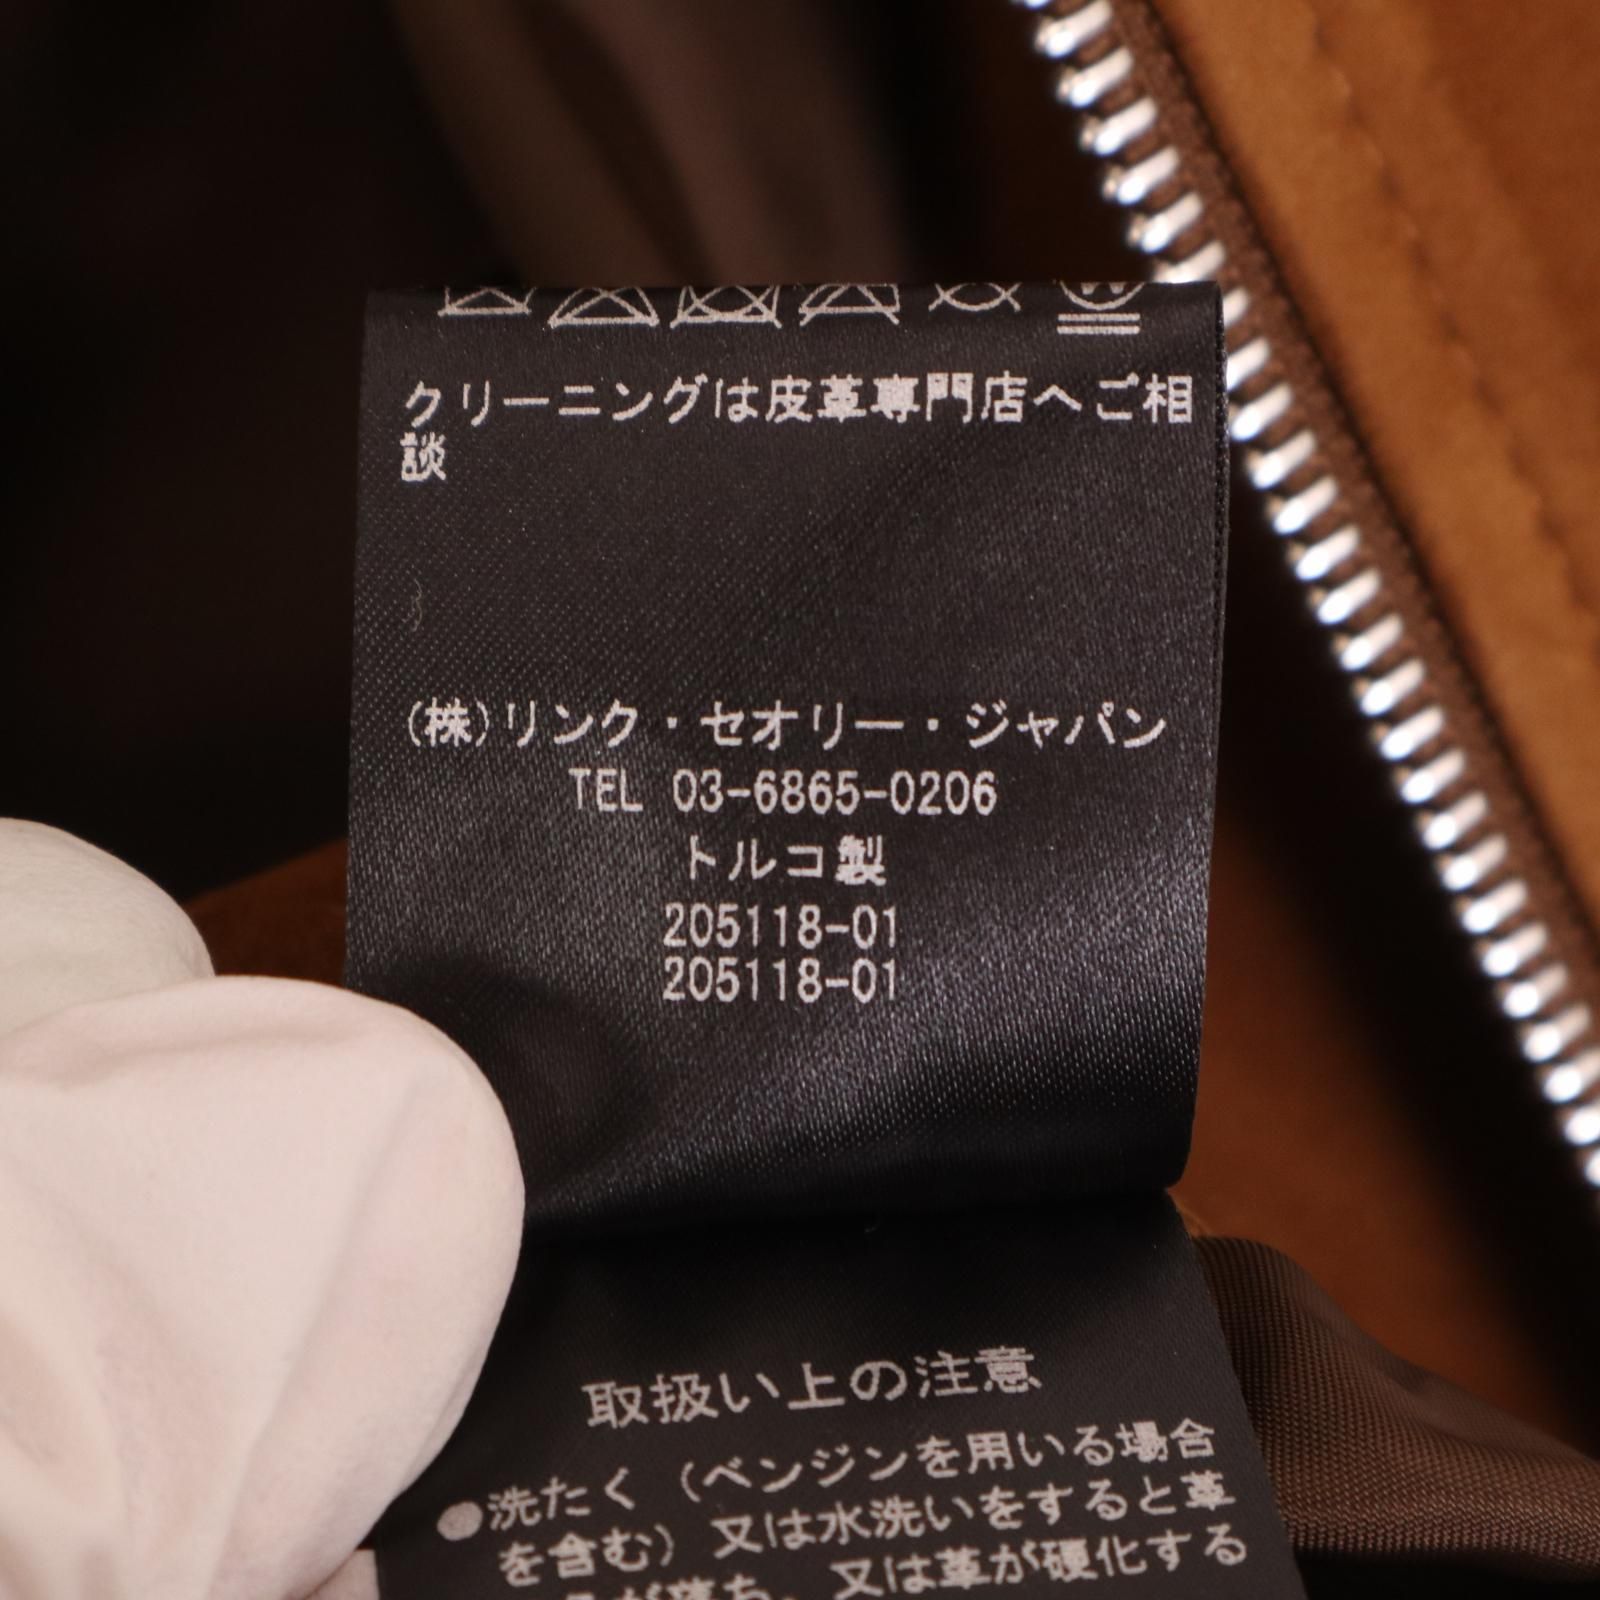 クリーニングは皮革専門店へご相
談
(株)リンク・セオリー・ジャパン
TEL 03-6865-0206
トルコ製
205118-01
205118-01
取扱い上の注意
●洗たく（ベンジンを用いる場合
を含む）又は水洗いをすると革
が落ち、又は革が硬化する